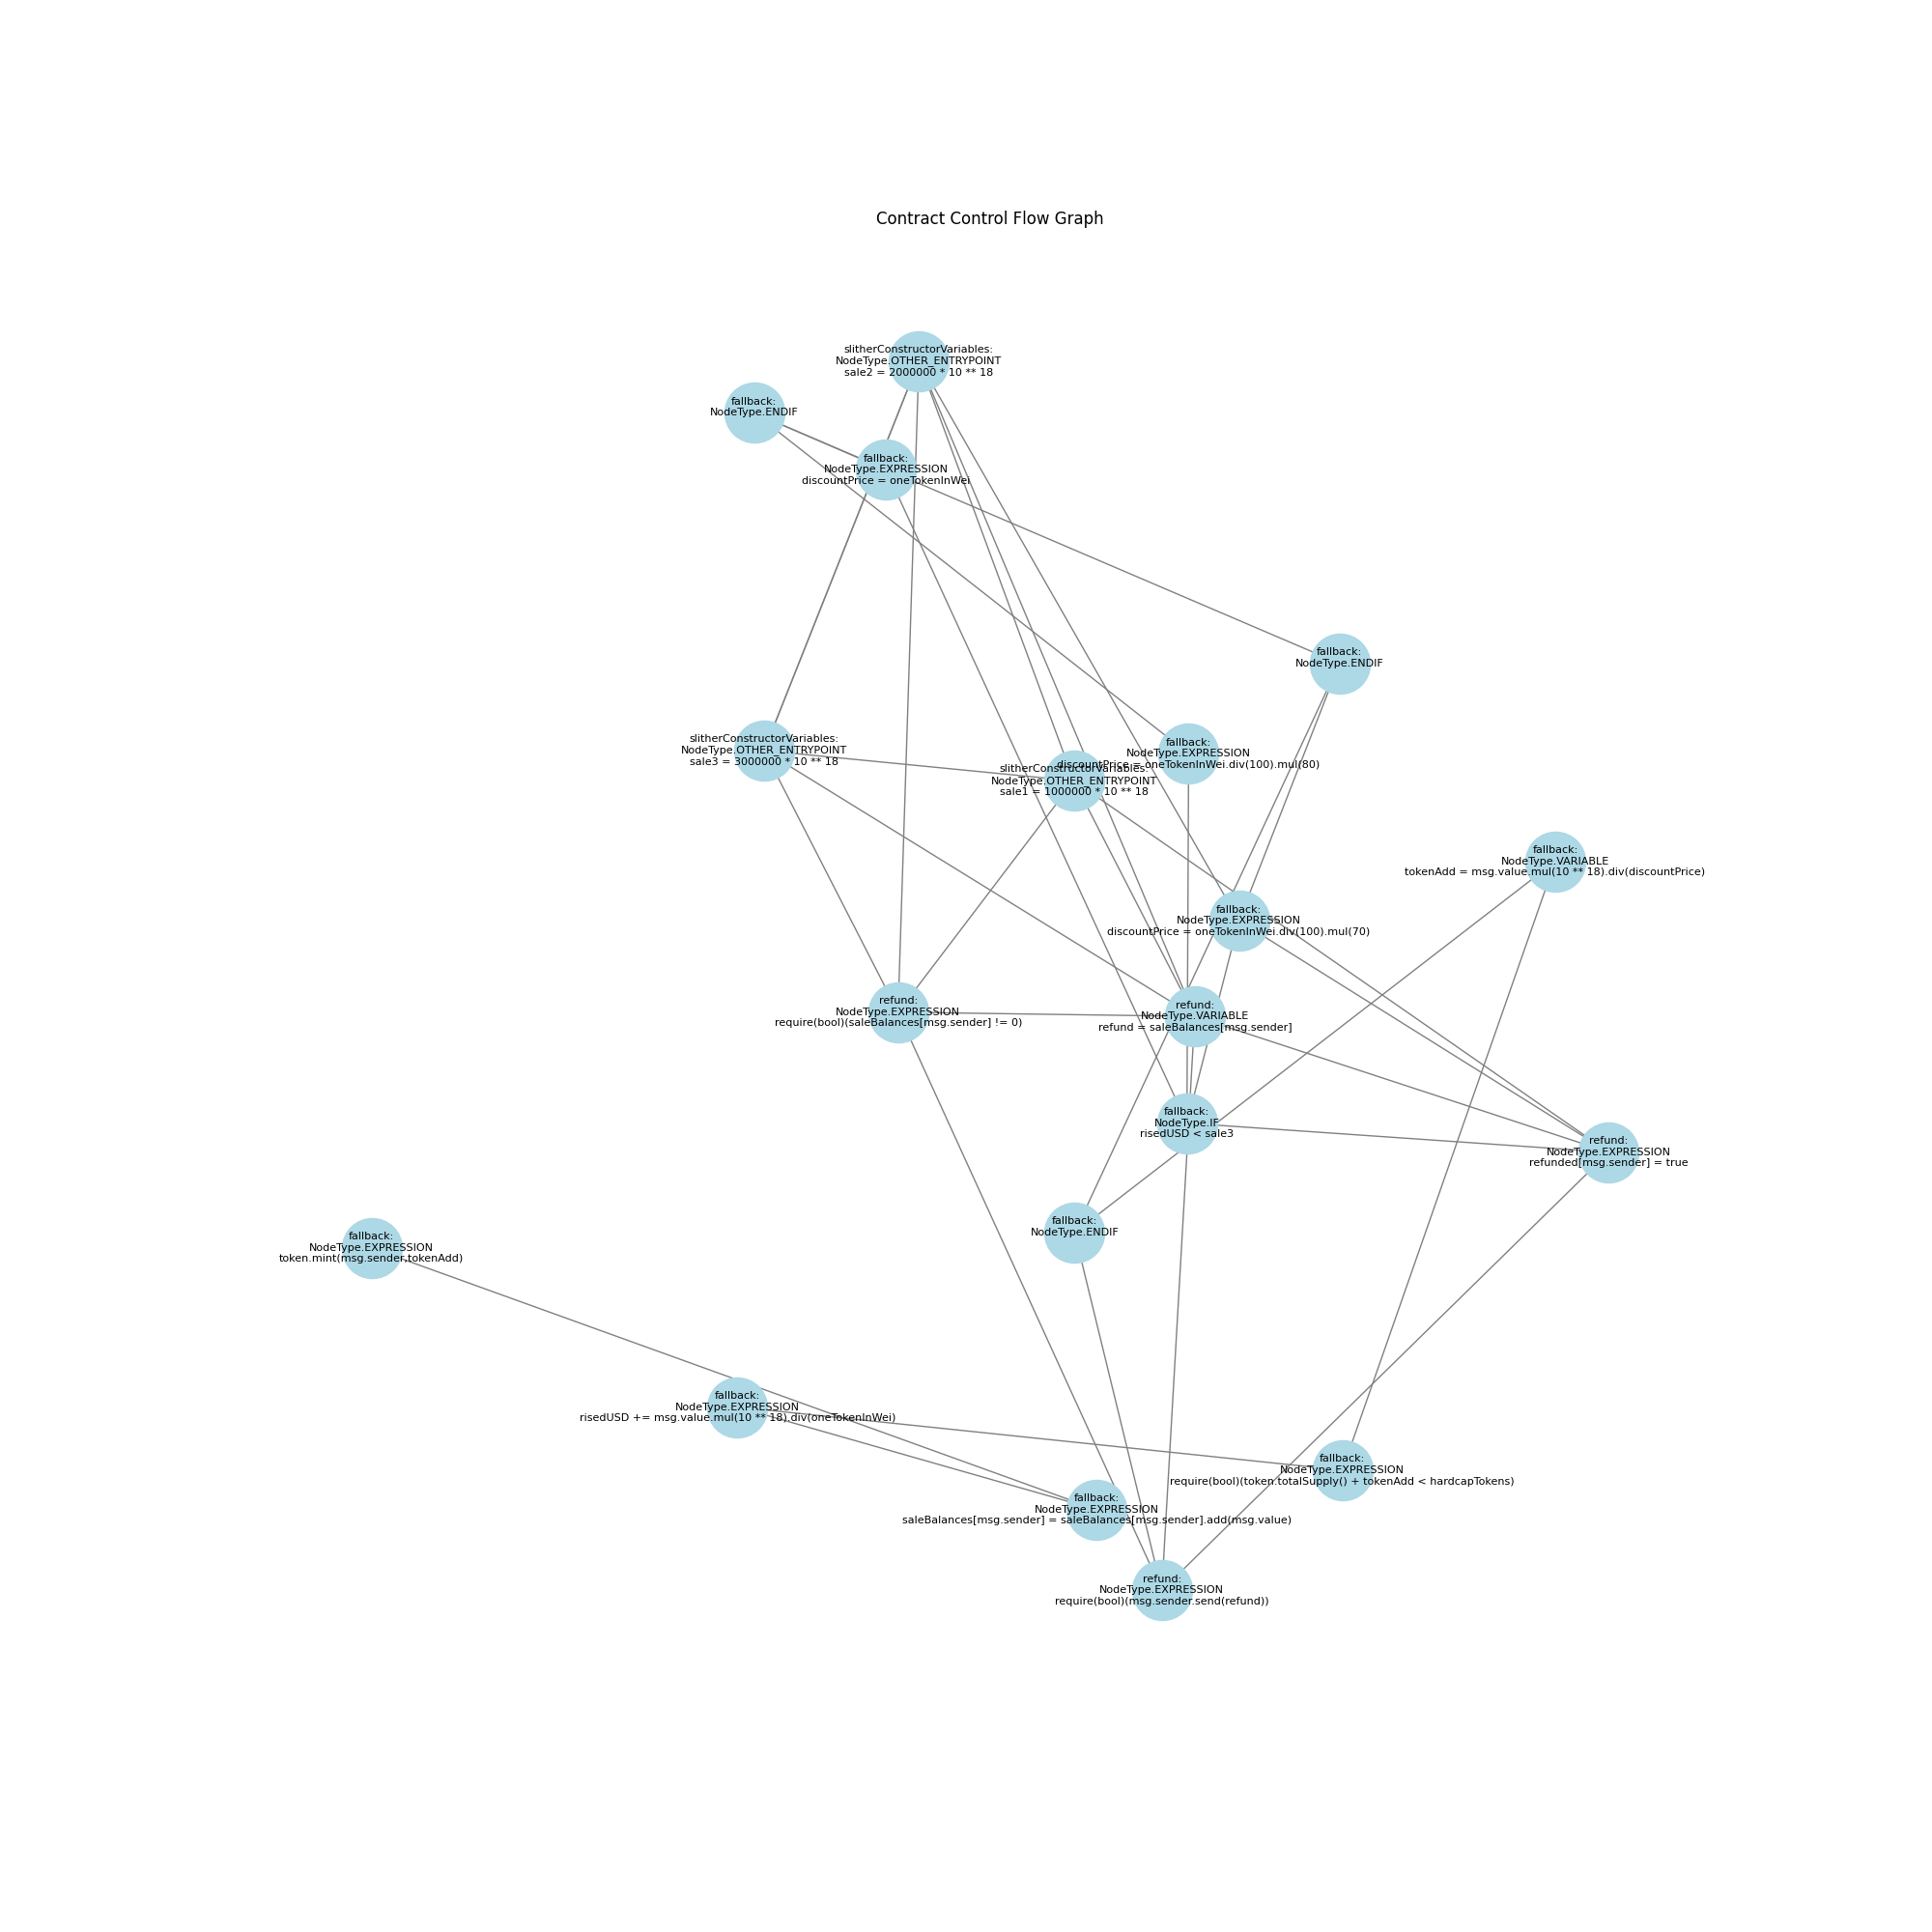 Contract Control Flow Graph
slitherConstructorVariables:
NodeType.OTHER_ENTRYPOINT
sale2 = 2000000 * 10 ** 18
fallback:
NodeType.ENDIF
fallback:
NodeType.EXPRESSION
discountPrice = oneTokenInWei
fallback:
NodeType.ENDIF
slitherConstructorVariables:
NodeType.OTHER_ENTRYPOINT
sale3 = 3000000 * 10 ** 18
fallback:
NodeType.EXPRESSION
discountPrice = oneTokenInWei.div(100).mul(80)
slitherConstructorVariables:
NodeType.OTHER_ENTRYPOINT
sale1 = 1000000 * 10 ** 18
fallback:
NodeType.VARIABLE
tokenAdd = msg.value.mul(10 ** 18).div(discountPrice)
fallback:
NodeType.EXPRESSION
discountPrice = oneTokenInWei.div(100).mul(70)
refund:
NodeType.EXPRESSION
require(bool)(saleBalances[msg.sender] != 0)
refund:
NodeType.VARIABLE
refund = saleBalances[msg.sender]
fallback:
NodeType.IF
risedUSD < sale3
refund:
NodeType.EXPRESSION
refunded[msg.sender] = true
fallback:
NodeType.ENDIF
fallback:
NodeType.EXPRESSION
token.mint(msg.sender,tokenAdd)
fallback:
NodeType.EXPRESSION
risedUSD += msg.value.mul(10 ** 18).div(oneTokenInWei)
fallback:
NodeType.EXPRESSION
require(bool)(token.totalSupply() + tokenAdd < hardcapTokens)
fallback:
NodeType.EXPRESSION
saleBalances[msg.sender] = saleBalances[msg.sender].add(msg.value)
refund:
NodeType.EXPRESSION
require(bool)(msg.sender.send(refund))